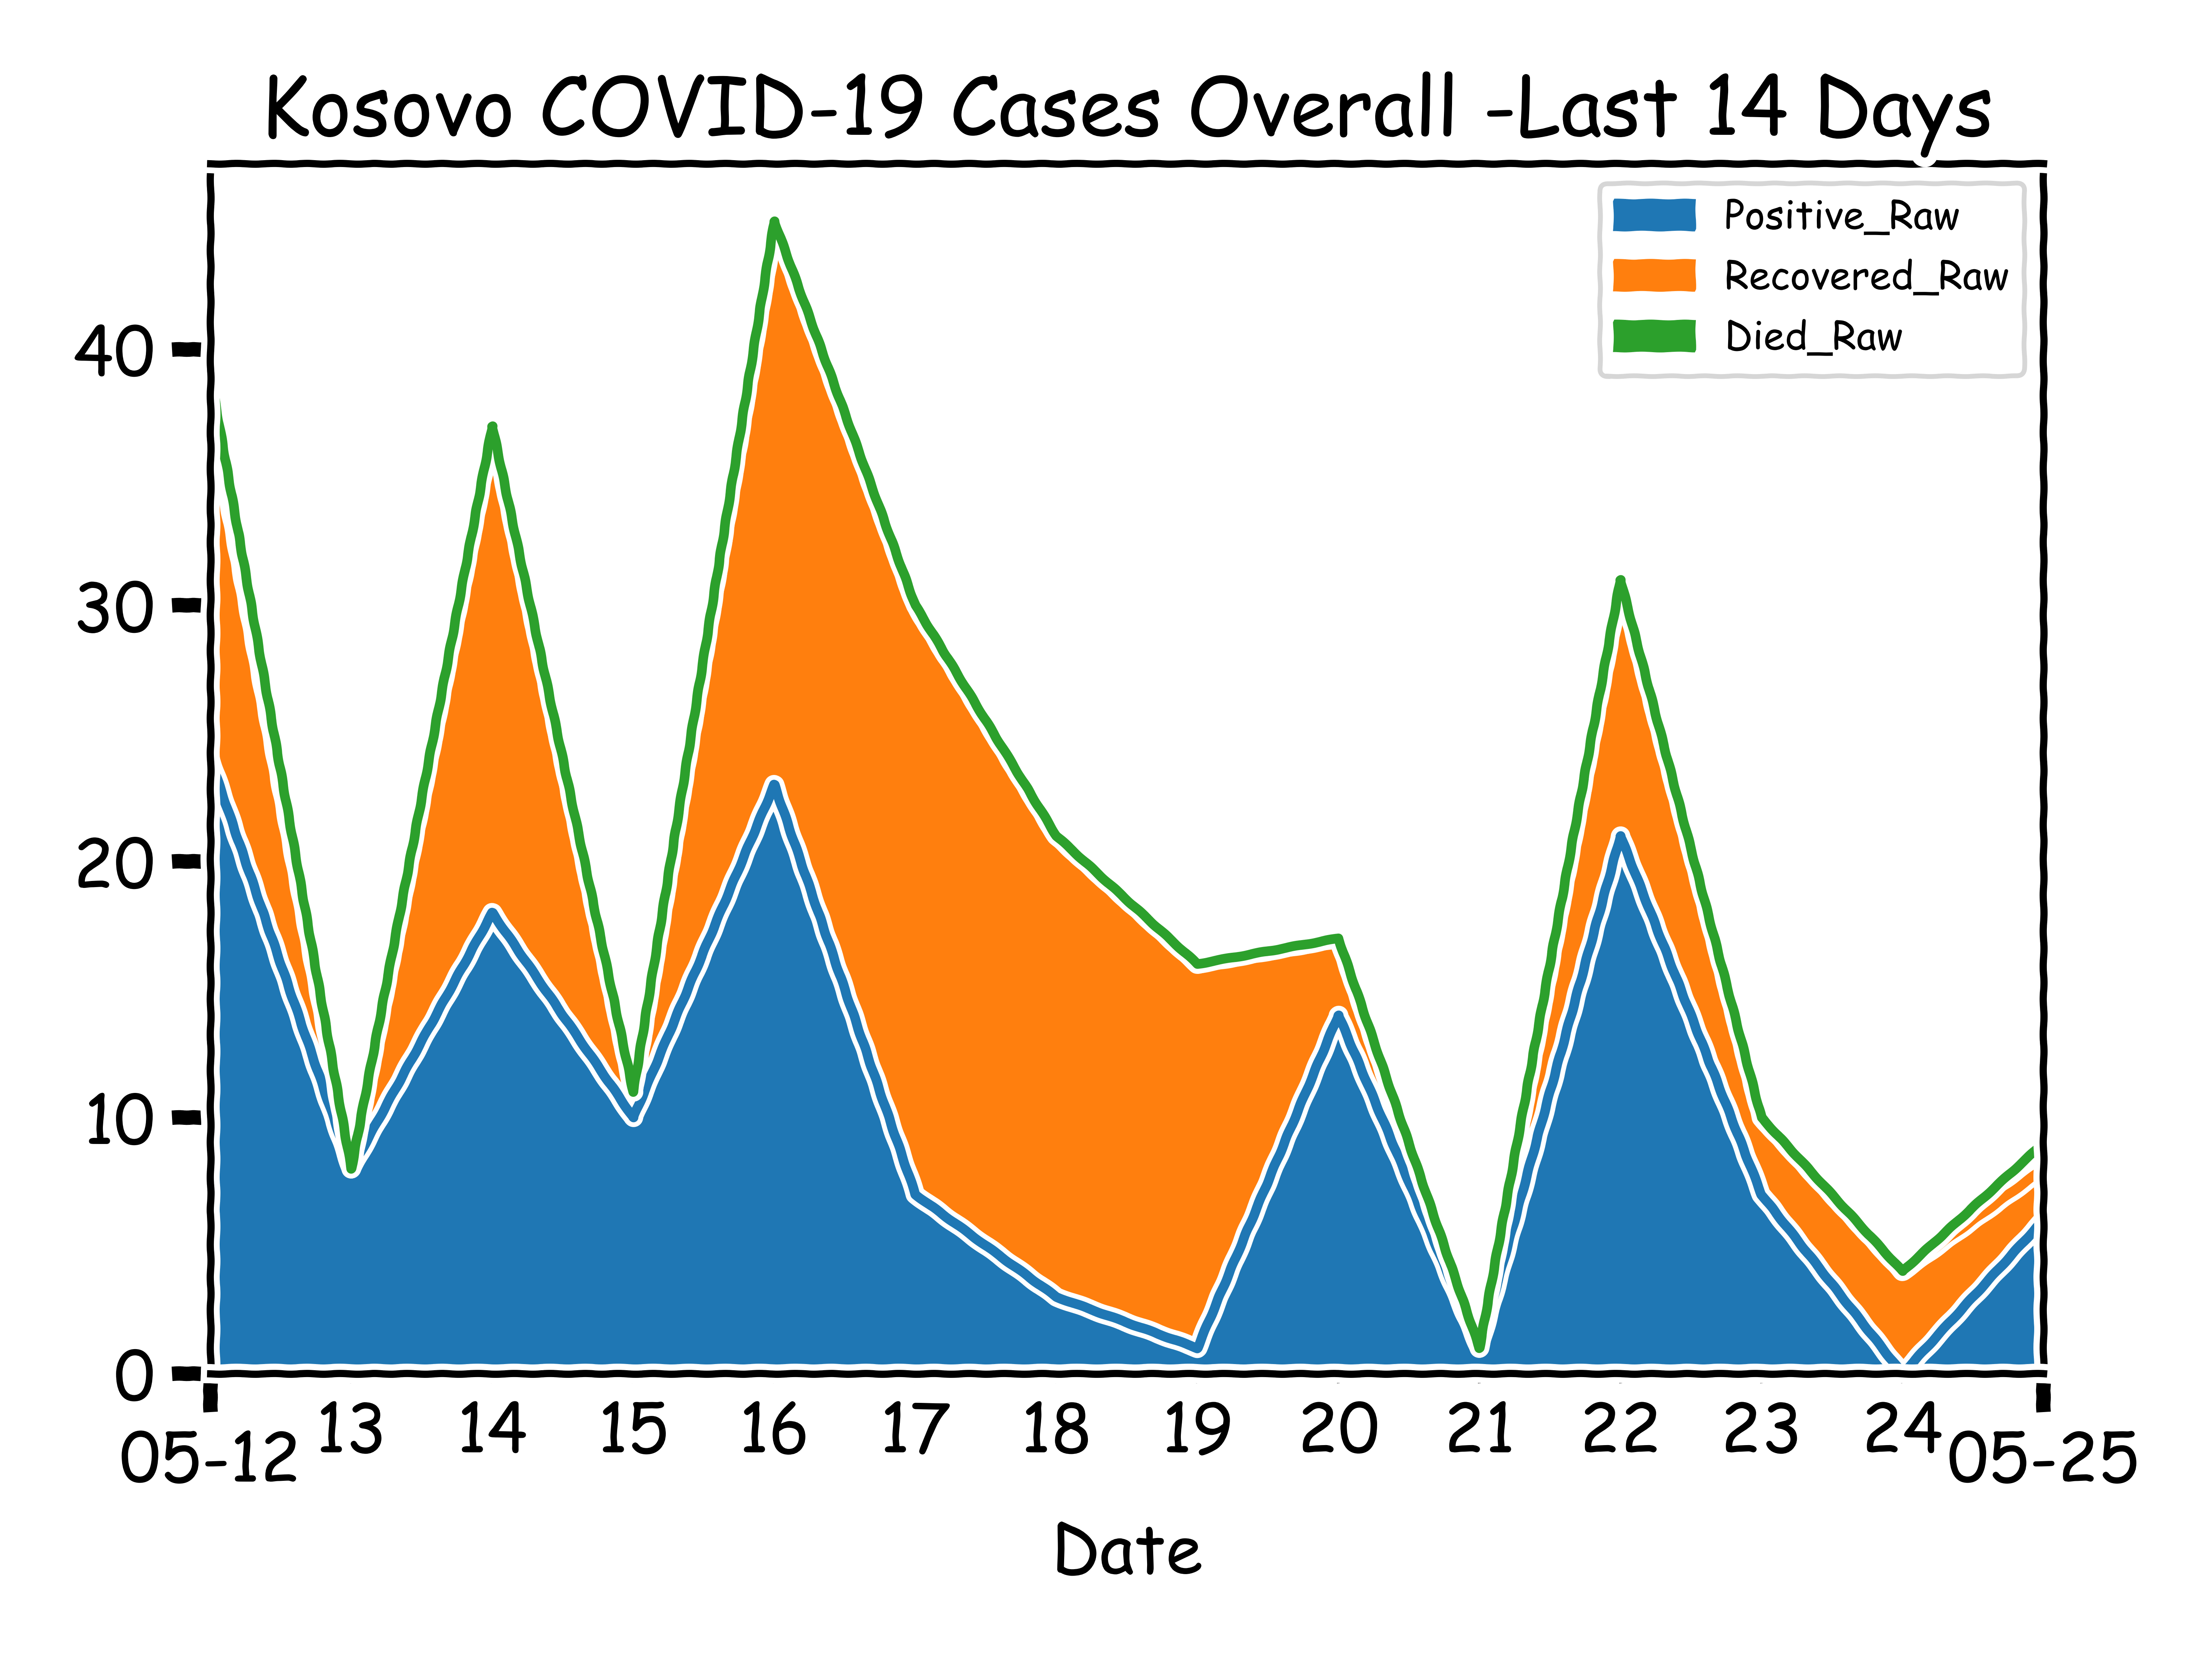 Kosovo COVID-19 Cases Overall -Last 14 Days
Positive_Raw
Recovered_Raw
Died_Raw
40
30
20
10
0
13 14 15 16 17 18 19 20 21 22 23 24
05-12 05-25
Date